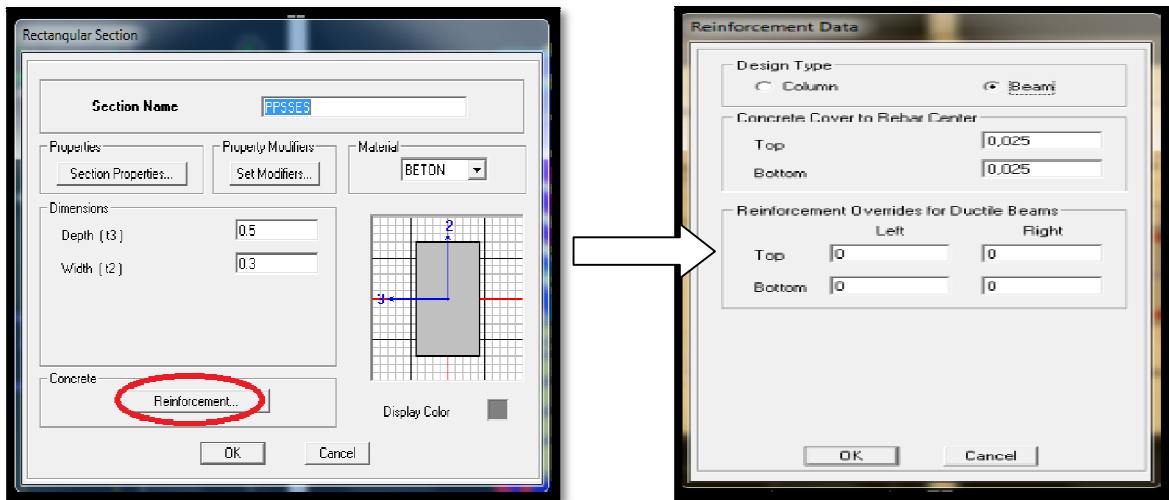 Rectangular Section
Section Name PPSSES
Properties
Section Properties...
Property Modifiers
Set Modifiers...
Material
BETON
Dimensions
Depth ( t3 ) 0.5
Width ( t2 ) 0.3
2
3
Concrete
Reinforcement...
Display Color
OK Cancel
Reinforcement Data
Design Type
Column Beam
Concrete Cover to Rebar Center
Top 0,025
Bottom 0,025
Reinforcement Overrides for Ductile Beams
Left Right
Top 0 0
Bottom 0 0
OK Cancel